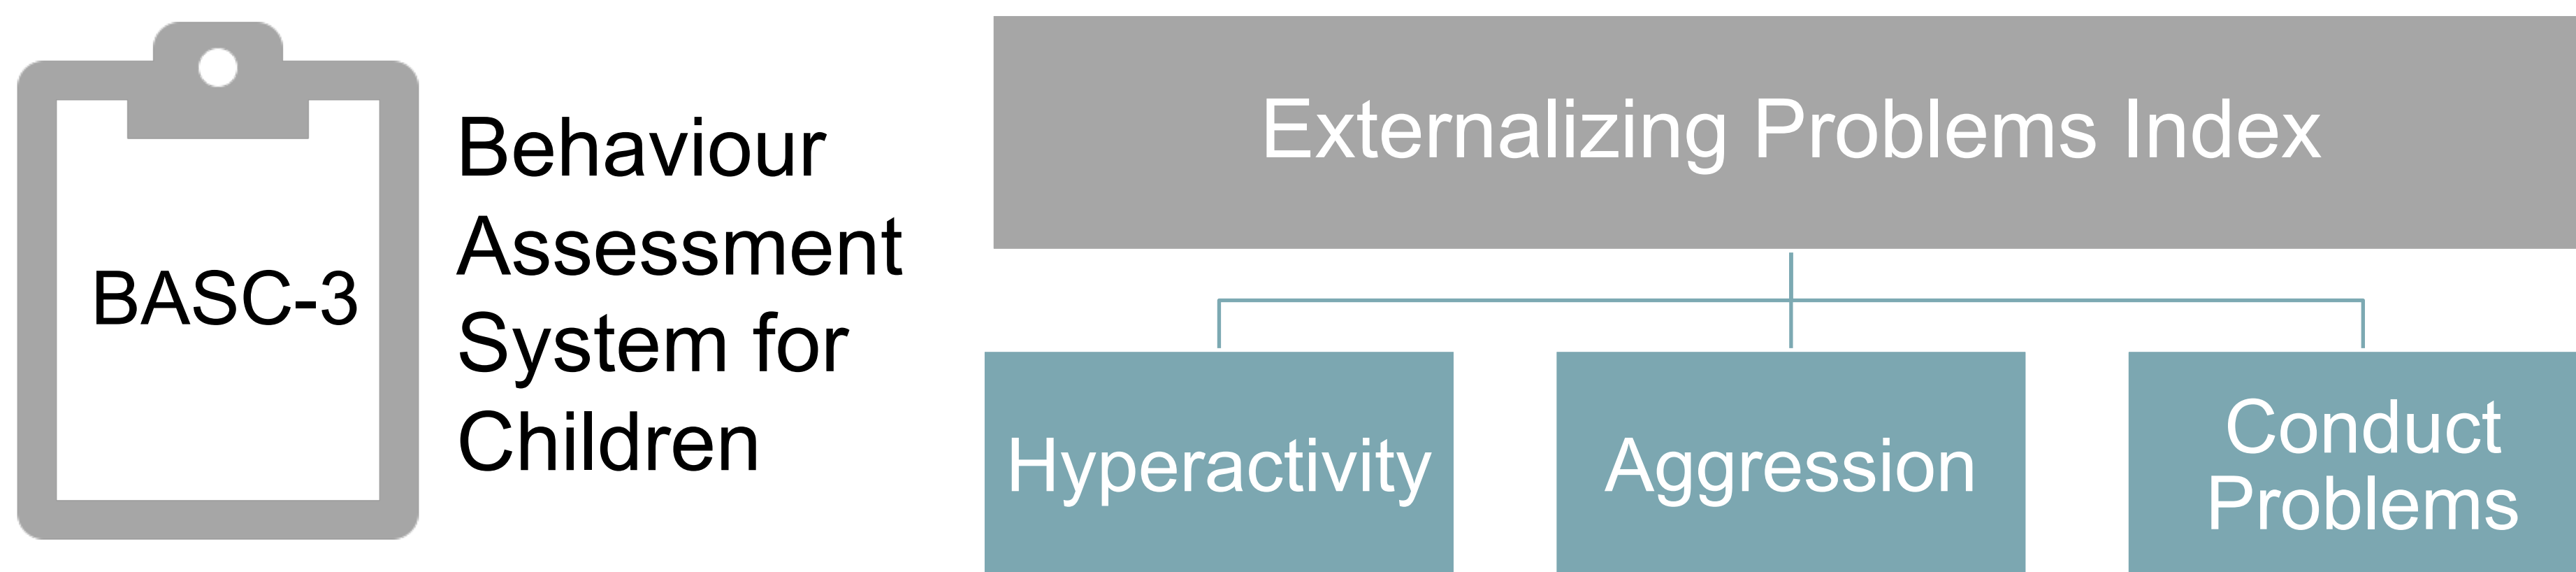 BASC-3
Behaviour
Assessment
System for
Children
Externalizing Problems Index
Hyperactivity
Aggression
Conduct
Problems